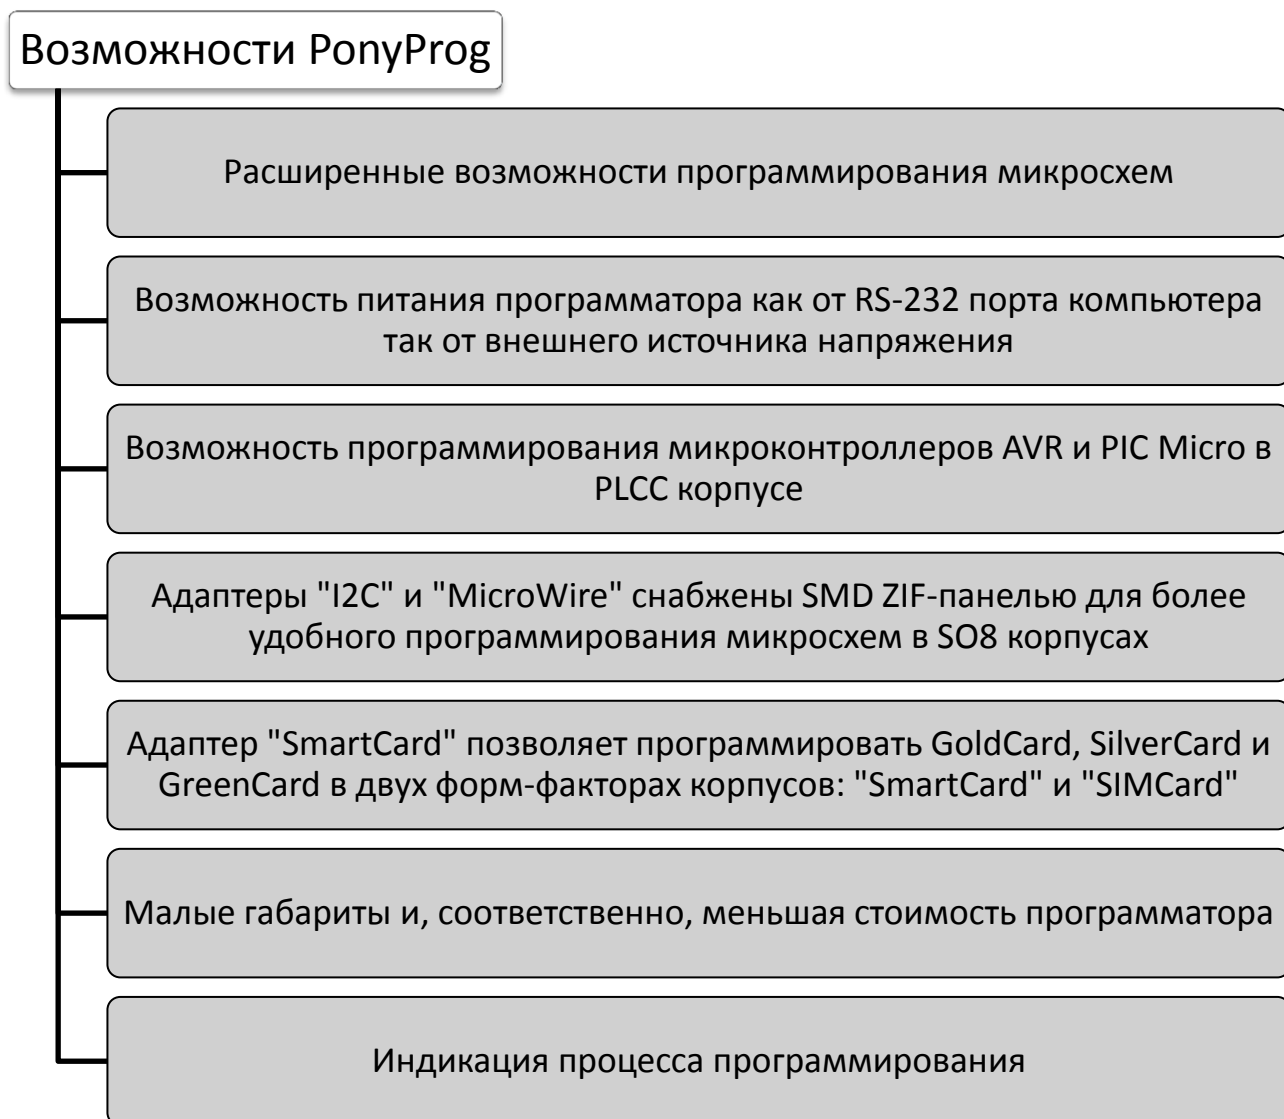 Возможности PonyProg
Расширенные возможности программирования микросхем
Возможность питания программатора как от RS-232 порта компьютера
так от внешнего источника напряжения
Возможность программирования микроконтроллеров AVR и PIC Micro в
PLCC корпусе
Адаптеры "I2C" и "MicroWire" снабжены SMD ZIF-панелью для более
удобного программирования микросхем в SO8 корпусах
Адаптер "SmartCard" позволяет программировать GoldCard, SilverCard и
GreenCard в двух форм-факторах корпусов: "SmartCard" и "SIMCard"
Малые габариты и, соответственно, меньшая стоимость программатора
Индикация процесса программирования